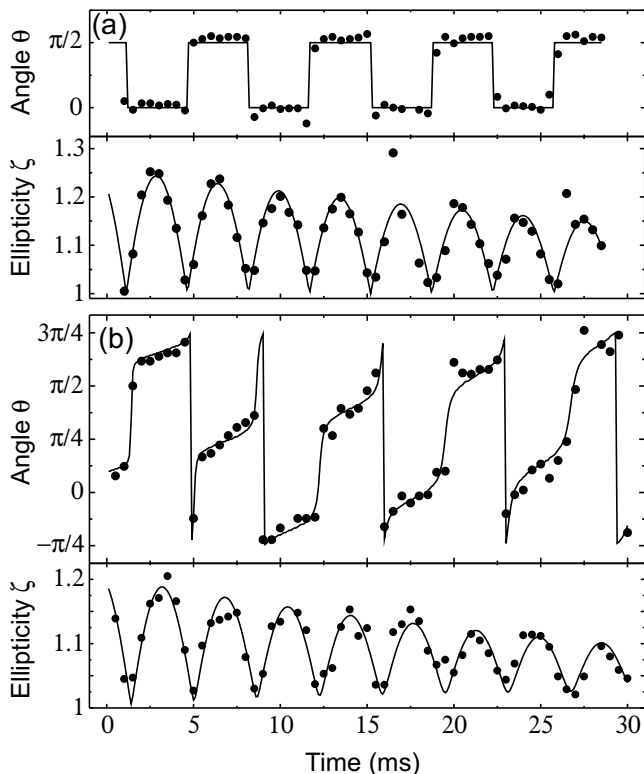 (a)
Angle θ
π/2
0
Ellipticity ζ
1.3
1.2
1.1
1
(b)
Angle θ
3π/4
π/2
π/4
0
−π/4
Ellipticity ζ
1.2
1.1
1
0 5 10 15 20 25 30
Time (ms)